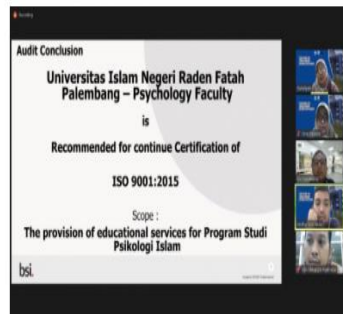 Recording
Audit Conclusion
Universitas Islam Negeri Raden Fatah
Palembang – Psychology Faculty
is
Recommended for continue Certification of
ISO 9001:2015
Scope :
The provision of educational services for Program Studi
Psikologi Islam
bsi.